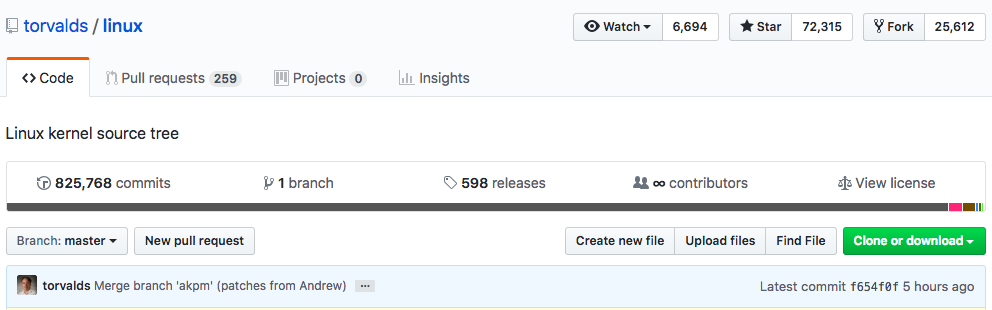 torvalds / linux
Watch 6,694 Star 72,315 Fork 25,612
Code Pull requests 259 Projects 0 Insights
Linux kernel source tree
825,768 commits 1 branch 598 releases ∞ contributors View license
Branch: master New pull request Create new file Upload files Find File Clone or download
torvalds Merge branch 'akpm' (patches from Andrew) ... Latest commit f654f0f 5 hours ago